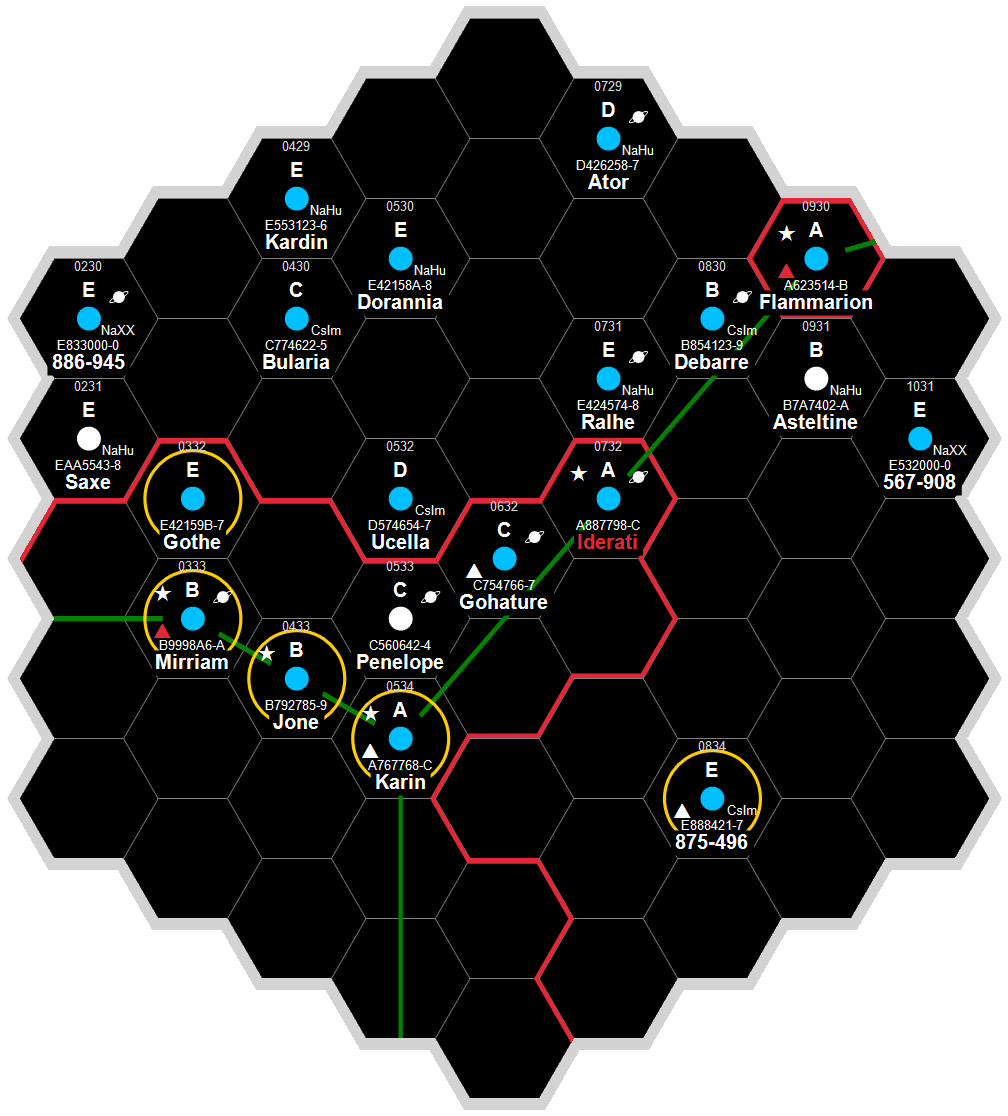 0729
D
NaHu
D426258-7
Ator
0429
E
NaHu
E553123-6
Kardin
0530
E
NaHu
E42158A-8
Dorannia
0930
A
A623514-B
Flammarion
0230
E
NaXX
E833000-0
886-945
0430
C
CsIm
C774622-5
Bularia
0830
B
CsIm
B854123-9
Debarre
0731
E
NaHu
E424574-8
Ralhe
0931
B
NaHu
B7A7402-A
Asteltine
0231
E
NaHu
EAA5543-8
Saxe
1031
E
NaXX
E532000-0
567-908
0332
E
E42159B-7
Gothe
0532
D
CsIm
D574654-7
Ucella
0732
A
A887798-C
Iderati
0632
C
C754766-7
Gohature
0333
B
B9998A6-A
Mirriam
0533
C
C560642-4
Penelope
0433
B
B792785-9
Jone
0534
A
A767768-C
Karin
0834
E
CsIm
E888421-7
875-496